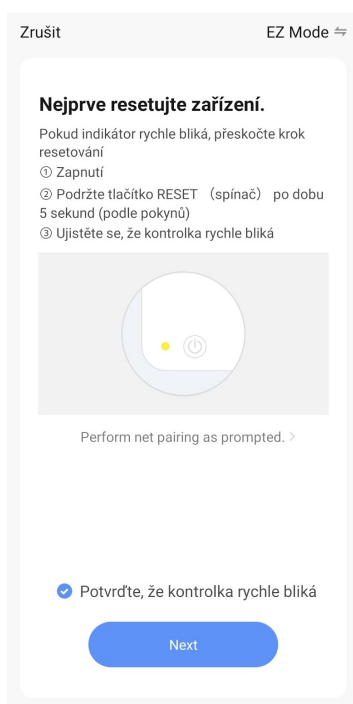 Zrušit
EZ Mode ⇋
Nejprve resetujte zařízení.
Pokud indikátor rychle bliká, přeskočte krok
resetování
① Zapnutí
② Podržte tlačítko RESET （spínač） po dobu
5 sekund (podle pokynů)
③ Ujistěte se, že kontrolka rychle bliká
Perform net pairing as prompted. >
Potvrďte, že kontrolka rychle bliká
Next